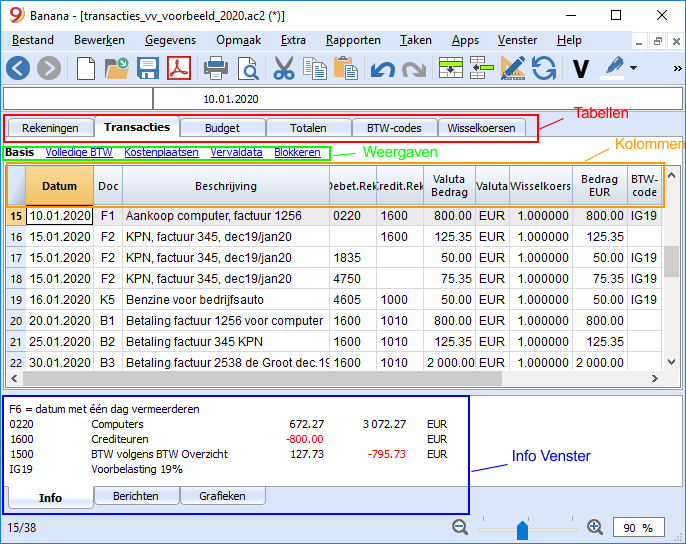 Banana - [transacties_vv_voorbeeld_2020.ac2 (*)]
Bestand Bewerken Gegevens Opmaak Extra Rapporten Taken Apps Venster Help
10.01.2020
Rekeningen Transacties Budget Totalen BTW-codes Wisselkoersen
Tabellen
Basis Volledige BTW Kostenplaatsen Vervaldata Blokkeren
Weergaven
Kolommen
Datum Doc Beschrijving Debet.Rek Credit.Rek Valuta Bedrag Valuta Wisselkoers Bedrag EUR BTW-code
15 10.01.2020 F1 Aankoop computer, factuur 1256 0220 1600 800.00 EUR 1.000000 800.00 IG19
16 15.01.2020 F2 KPN, factuur 345, dec19/jan20 1600 125.35 EUR 1.000000 125.35
17 15.01.2020 F2 KPN, factuur 345, dec19/jan20 1835 50.00 EUR 1.000000 50.00 IG19
18 15.01.2020 F2 KPN, factuur 345, dec19/jan20 4750 75.35 EUR 1.000000 75.35 IG19
19 16.01.2020 K5 Benzine voor bedrijfsauto 4605 1000 50.00 EUR 1.000000 50.00 IG19
20 20.01.2020 B1 Betaling factuur 1256 voor computer 1600 1010 800.00 EUR 1.000000 800.00
21 25.01.2020 B2 Betaling factuur 345 KPN 1600 1010 125.35 EUR 1.000000 125.35
22 30.01.2020 B3 Betaling factuur 2538 de Groot dec.19 1600 1010 2 000.00 EUR 1.000000 2 000.00
F6 = datum met één dag vermeerderen
0220 Computers 672.27 3 072.27 EUR
1600 Crediteuren -800.00 EUR
1500 BTW volgens BTW Overzicht 127.73 -795.73 EUR
IG19 Voorbelasting 19%
Info Venster
Info Berichten Grafieken
15/38
90 %